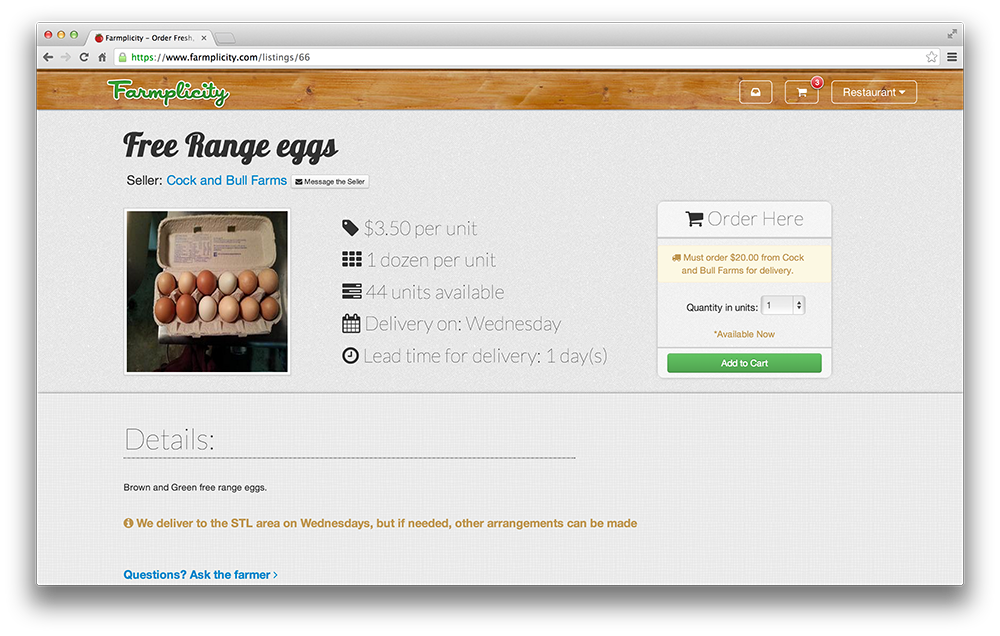 Farmplicity - Order Fresh,
https://www.farmplicity.com/listings/66
Farmplicity
3
Restaurant
Free Range eggs
Seller: Cock and Bull Farms Message the Seller
$3.50 per unit
1 dozen per unit
44 units available
Delivery on: Wednesday
Lead time for delivery: 1 day(s)
Order Here
Must order $20.00 from Cock
and Bull Farms for delivery.
Quantity in units: 1
*Available Now
Add to Cart
Details:
Brown and Green free range eggs.
We deliver to the STL area on Wednesdays, but if needed, other arrangements can be made
Questions? Ask the farmer ›